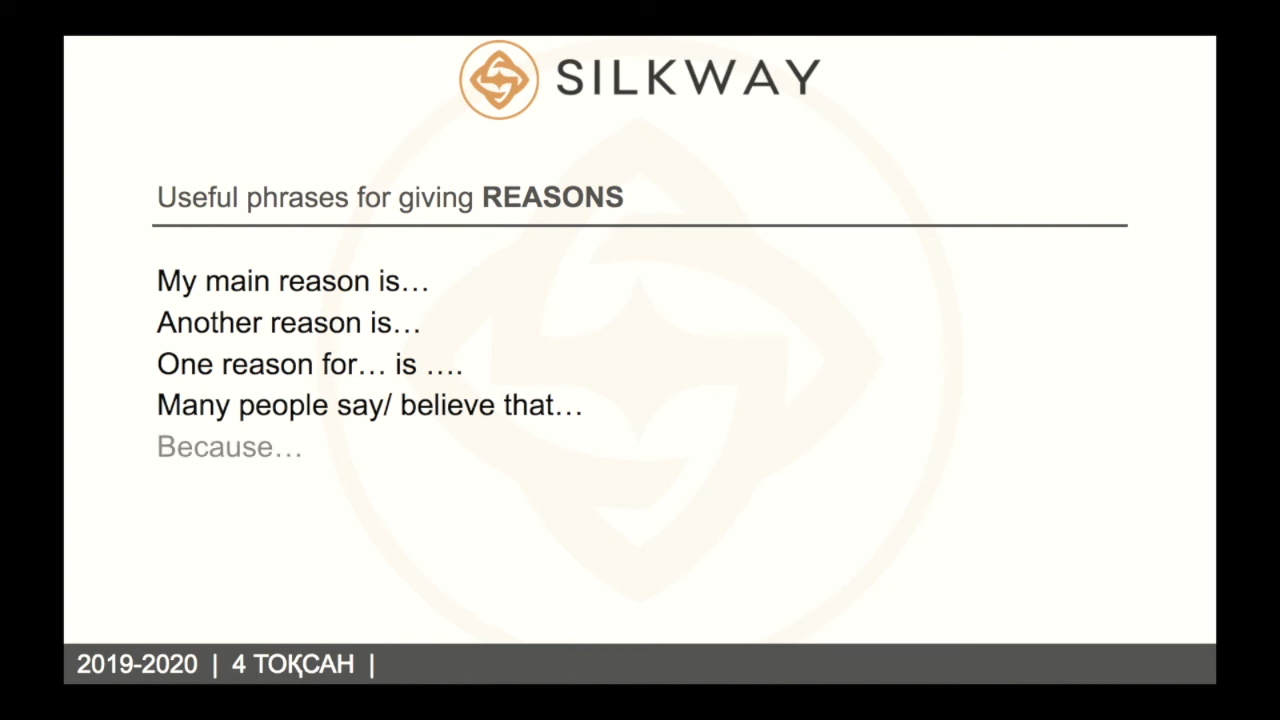 SILKWAY
Useful phrases for giving REASONS
My main reason is…
Another reason is…
One reason for… is ….
Many people say/ believe that…
Because…
2019-2020 | 4 ТОҚСАН |